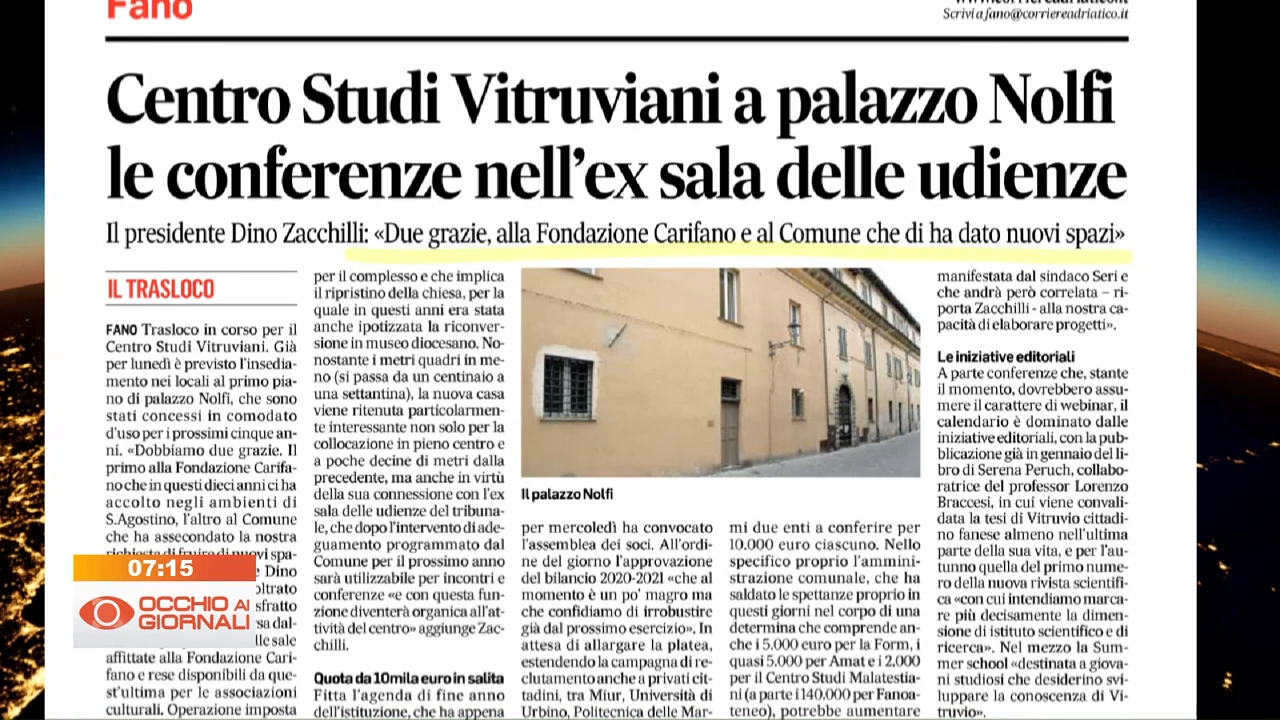 Fano
Scrivi a fano@corriereadriatico.it
Centro Studi Vitruviani a palazzo Nolfi
le conferenze nell'ex sala delle udienze
Il presidente Dino Zacchilli: «Due grazie, alla Fondazione Carifano e al Comune che di ha dato nuovi spazi»
IL TRASLOCO
FANO Trasloco in corso per il
Centro Studi Vitruviani. Già
per lunedì è previsto l'insedia-
mento nei locali al primo pia-
no di palazzo Nolfi, che sono
stati concessi in comodato
d'uso per i prossimi cinque an-
ni. «Dobbiamo due grazie. Il
primo alla Fondazione Carifa-
no che in questi dieci anni ci ha
accolto negli ambienti di
S.Agostino, l'altro al Comune
che ha assecondato la nostra
richiesta di fruire di nuovi spa-
Dino
oltrato
sfratto
sa dal-
lle sale
affittate alla Fondazione Cari-
fano e rese disponibili da que-
st'ultima per le associazioni
culturali. Operazione imposta
per il complesso e che implica
il ripristino della chiesa, per la
quale in questi anni era stata
anche ipotizzata la riconver-
sione in museo diocesano. No-
nostante i metri quadri in me-
no (si passa da un centinaio a
una settantina), la nuova casa
viene ritenuta particolarmen-
te interessante non solo per la
collocazione in pieno centro e
a poche decine di metri dalla
precedente, ma anche in virtù
della sua connessione con l'ex
sala delle udienze del tribuna-
le, che dopo l'intervento di ade-
guamento programmato dal
Comune per il prossimo anno
sarà utilizzabile per incontri e
conferenze «e con questa fun-
zione diventerà organica all'at-
tività del centro» aggiunge Zac-
chilli.
Quota da 10mila euro in salita
Fitta l'agenda di fine anno
dell'istituzione, che ha appena
Il palazzo Nolfi
per mercoledì ha convocato
l'assemblea dei soci. All'ordi-
ne del giorno l'approvazione
del bilancio 2020-2021 «che al
momento è un po' magro ma
che confidiamo di irrobustire
già dal prossimo esercizio». In
attesa di allargare la platea,
estendendo la campagna di re-
clutamento anche a privati cit-
tadini, tra Miur, Università di
Urbino, Politecnica delle Mar-
mi due enti a conferire per
10.000 euro ciascuno. Nello
specifico proprio l'ammini-
strazione comunale, che ha
saldato le spettanze proprio in
questi giorni nel corpo di una
determina che comprende an-
che i 5.000 euro per la Form, i
quasi 5.000 per Amat e i 2.000
per il Centro Studi Malatestia-
ni (a parte i 140.000 per Fanoa-
teneo), potrebbe aumentare
manifestata dal sindaco Seri e
che andrà però correlata – ri-
porta Zacchilli - alla nostra ca-
pacità di elaborare progetti».
Le iniziative editoriali
A parte conferenze che, stante
il momento, dovrebbero assu-
mere il carattere di webinar, il
calendario è dominato dalle
iniziative editoriali, con la pub-
blicazione già in gennaio del li-
bro di Serena Peruch, collabo-
ratrice del professor Lorenzo
Braccesi, in cui viene convali-
data la tesi di Vitruvio cittadi-
no fanese almeno nell'ultima
parte della sua vita, e per l'au-
tunno quella del primo nume-
ro della nuova rivista scientifi-
ca «con cui intendiamo marca-
re più decisamente la dimen-
sione di istituto scientifico e di
ricerca». Nel mezzo la Sum-
mer school «destinata a giova-
ni studiosi che desiderino svi-
luppare la conoscenza di Vi-
truvio».
07:15
OCCHIO AI
GIORNALI